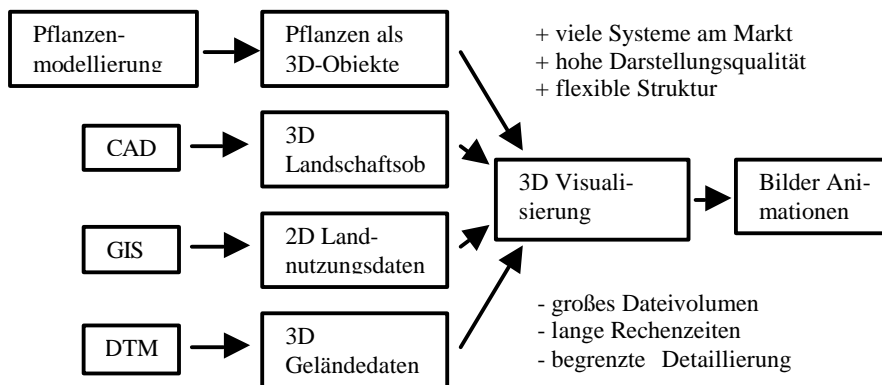 Pflanzen-
modellierung
Pflanzen als
3D-Objekte
+ viele Systeme am Markt
+ hohe Darstellungsqualität
+ flexible Struktur
CAD
3D
Landschaftsob
3D Visuali-
sierung
Bilder Ani-
mationen
GIS
2D Land-
nutzungsdaten
DTM
3D
Geländedaten
- großes Dateivolumen
- lange Rechenzeiten
- begrenzte Detaillierung